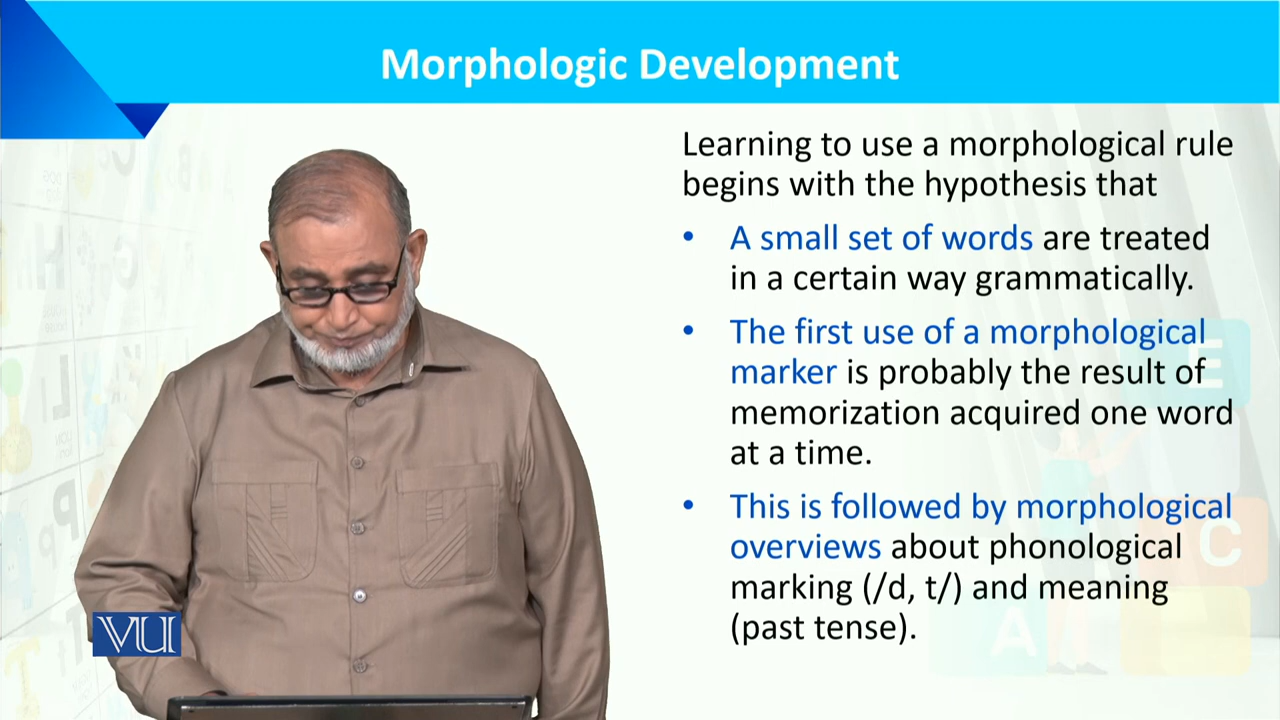 Morphologic Development
Learning to use a morphological rule
begins with the hypothesis that
• A small set of words are treated
in a certain way grammatically.
• The first use of a morphological
marker is probably the result of
memorization acquired one word
at a time.
• This is followed by morphological
overviews about phonological
marking (/d, t/) and meaning
(past tense).
VU
E
C
A